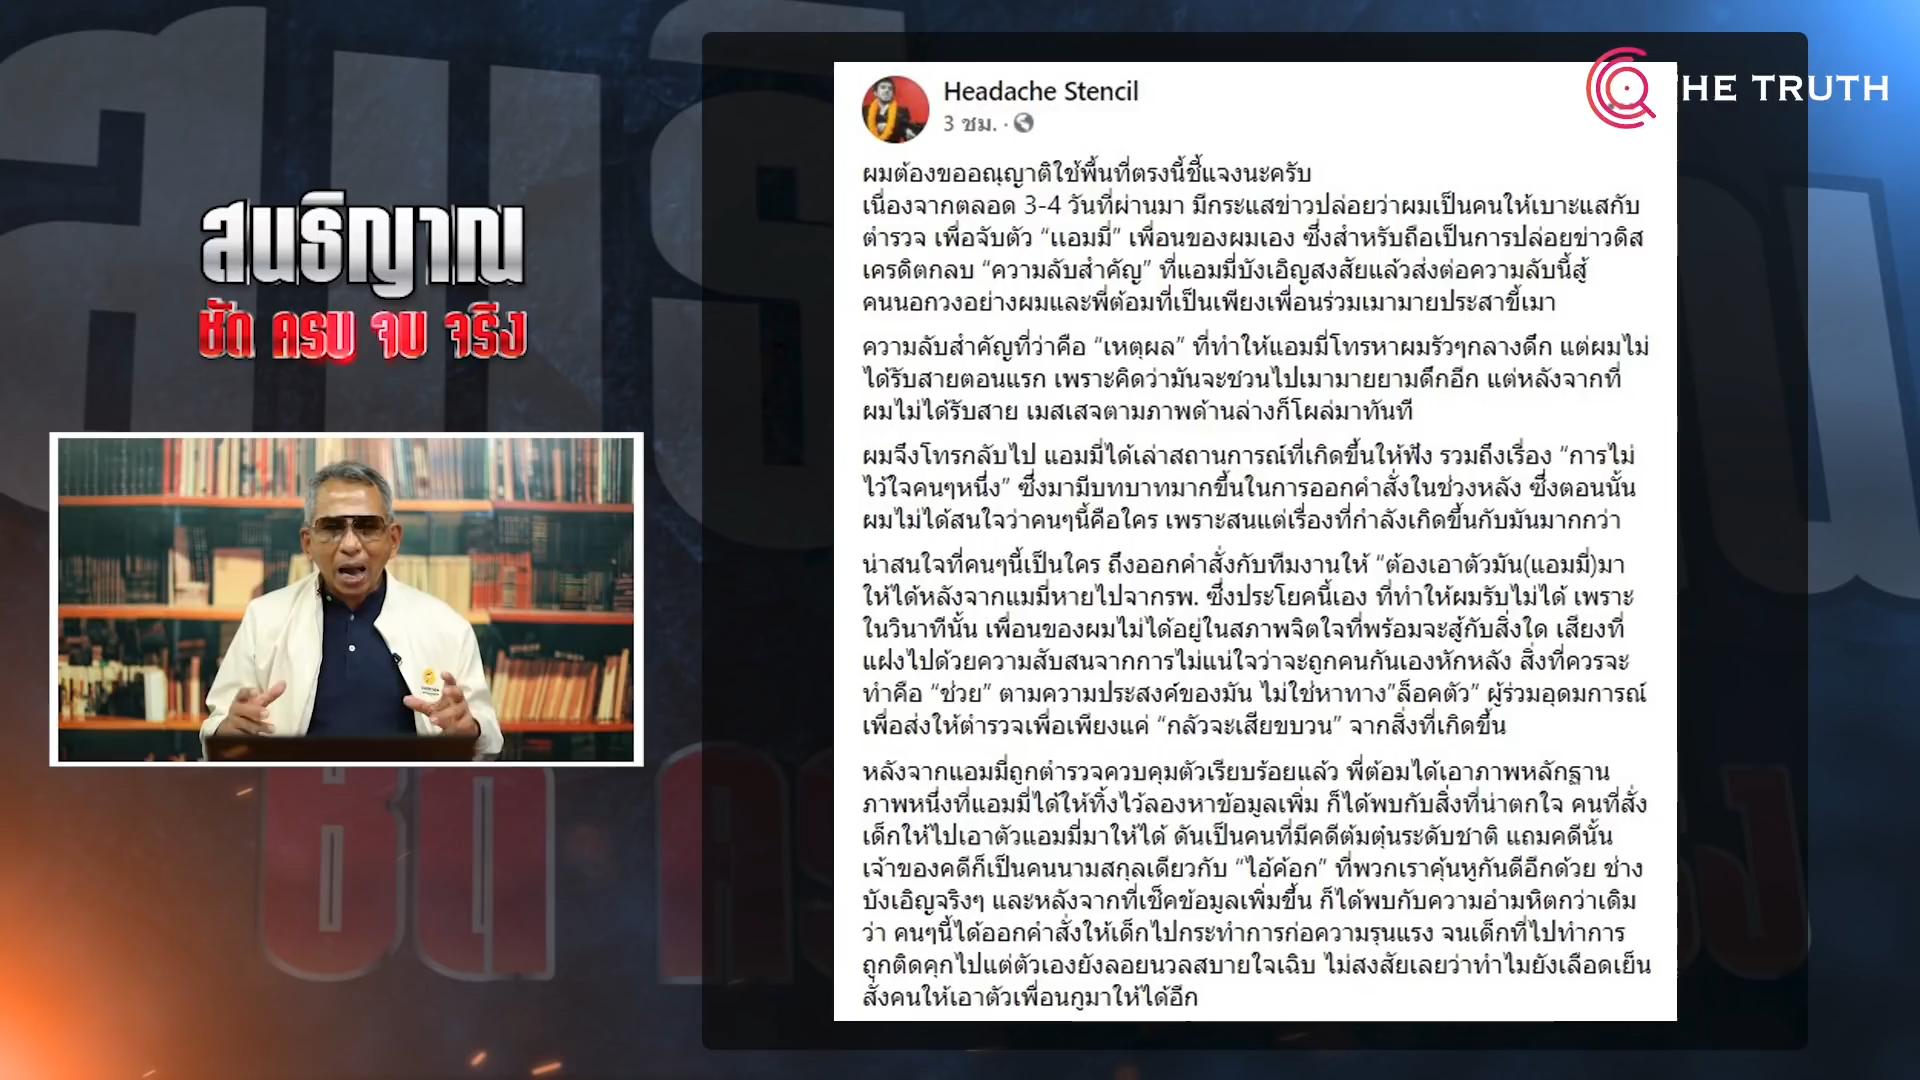 สนธิญาณ
ชัด ครบ จบ จริง
THE TRUTH
Headache Stencil
3 ชม.
ผมต้องขออณุญาติใช้พื้นที่ตรงนี้ชี้แจงนะครับ
เนื่องจากตลอด 3-4 วันที่ผ่านมา มีกระแสข่าวปล่อยว่าผมเป็นคนให้เบาะแสกับ
ตำรวจ เพื่อจับตัว “แอมมี่” เพื่อนของผมเอง ซึ่งสำหรับถือเป็นการปล่อยข่าวดิส
เครดิตกลบ “ความลับสำคัญ” ที่แอมมี่บังเอิญสงสัยแล้วส่งต่อความลับนี้สู้
คนนอกวงอย่างผมและพี่ต้อมที่เป็นเพียงเพื่อนร่วมเมามายประสาขี้เมา
ความลับสำคัญที่ว่าคือ “เหตุผล” ที่ทำให้แอมมี่โทรหาผมรัวๆกลางดึก แต่ผมไม่
ได้รับสายตอนแรก เพราะคิดว่ามันจะชวนไปเมามายยามดึกอีก แต่หลังจากที่
ผมไม่ได้รับสาย เมสเสจตามภาพด้านล่างก็โผล่มาทันที
ผมจึงโทรกลับไป แอมมี่ได้เล่าสถานการณ์ที่เกิดขึ้นให้ฟัง รวมถึงเรื่อง “การไม่
ไว้ใจคนๆหนึ่ง” ซึ่งมามีบทบาทมากขึ้นในการออกคำสั่งในช่วงหลัง ซึ่งตอนนั้น
ผมไม่ได้สนใจว่าคนๆนี้คือใคร เพราะสนแต่เรื่องที่กำลังเกิดขึ้นกับมันมากกว่า
น่าสนใจที่คนๆนี้เป็นใคร ถึงออกคำสั่งกับทีมงานให้ “ต้องเอาตัวมัน(แอมมี่)มา
ให้ได้หลังจากแมมี่หายไปจากรพ. ซึ่งประโยคนี้เอง ที่ทำให้ผมรับไม่ได้ เพราะ
ในวินาทีนั้น เพื่อนของผมไม่ได้อยู่ในสภาพจิตใจที่พร้อมจะสู้กับสิ่งใด เสียงที่
แฝงไปด้วยความสับสนจากการไม่แน่ใจว่าจะถูกคนกันเองหักหลัง สิ่งที่ควรจะ
ทำคือ “ช่วย” ตามความประสงค์ของมัน ไม่ใช่หาทาง”ล็อคตัว” ผู้ร่วมอุดมการณ์
เพื่อส่งให้ตำรวจเพื่อเพียงแค่ “กลัวจะเสียขบวน” จากสิ่งที่เกิดขึ้น
หลังจากแอมมี่ถูกตำรวจควบคุมตัวเรียบร้อยแล้ว พี่ต้อมได้เอาภาพหลักฐาน
ภาพหนึ่งที่แอมมี่ได้ให้ทิ้งไว้ลองหาข้อมูลเพิ่ม ก็ได้พบกับสิ่งที่น่าตกใจ คนที่สั่ง
เด็กให้ไปเอาตัวแอมมี่มาให้ได้ ดันเป็นคนที่มีคดีต้มตุ๋นระดับชาติ แถมคดีนั้น
เจ้าของคดีก็เป็นคนนามสกุลเดียวกับ “ไอ้ค้อก” ที่พวกเราคุ้นหูกันดีอีกด้วย ช่าง
บังเอิญจริงๆ และหลังจากที่เช็คข้อมูลเพิ่มขึ้น ก็ได้พบกับความอำมหิตกว่าเดิม
ว่า คนๆนี้ได้ออกคำสั่งให้เด็กไปกระทำการก่อความรุนแรง จนเด็กที่ไปทำการ
ถูกติดคุกไปแต่ตัวเองยังลอยนวลสบายใจเฉิบ ไม่สงสัยเลยว่าทำไมยังเลือดเย็น
สั่งคนให้เอาตัวเพื่อนกูมาให้ได้อีก